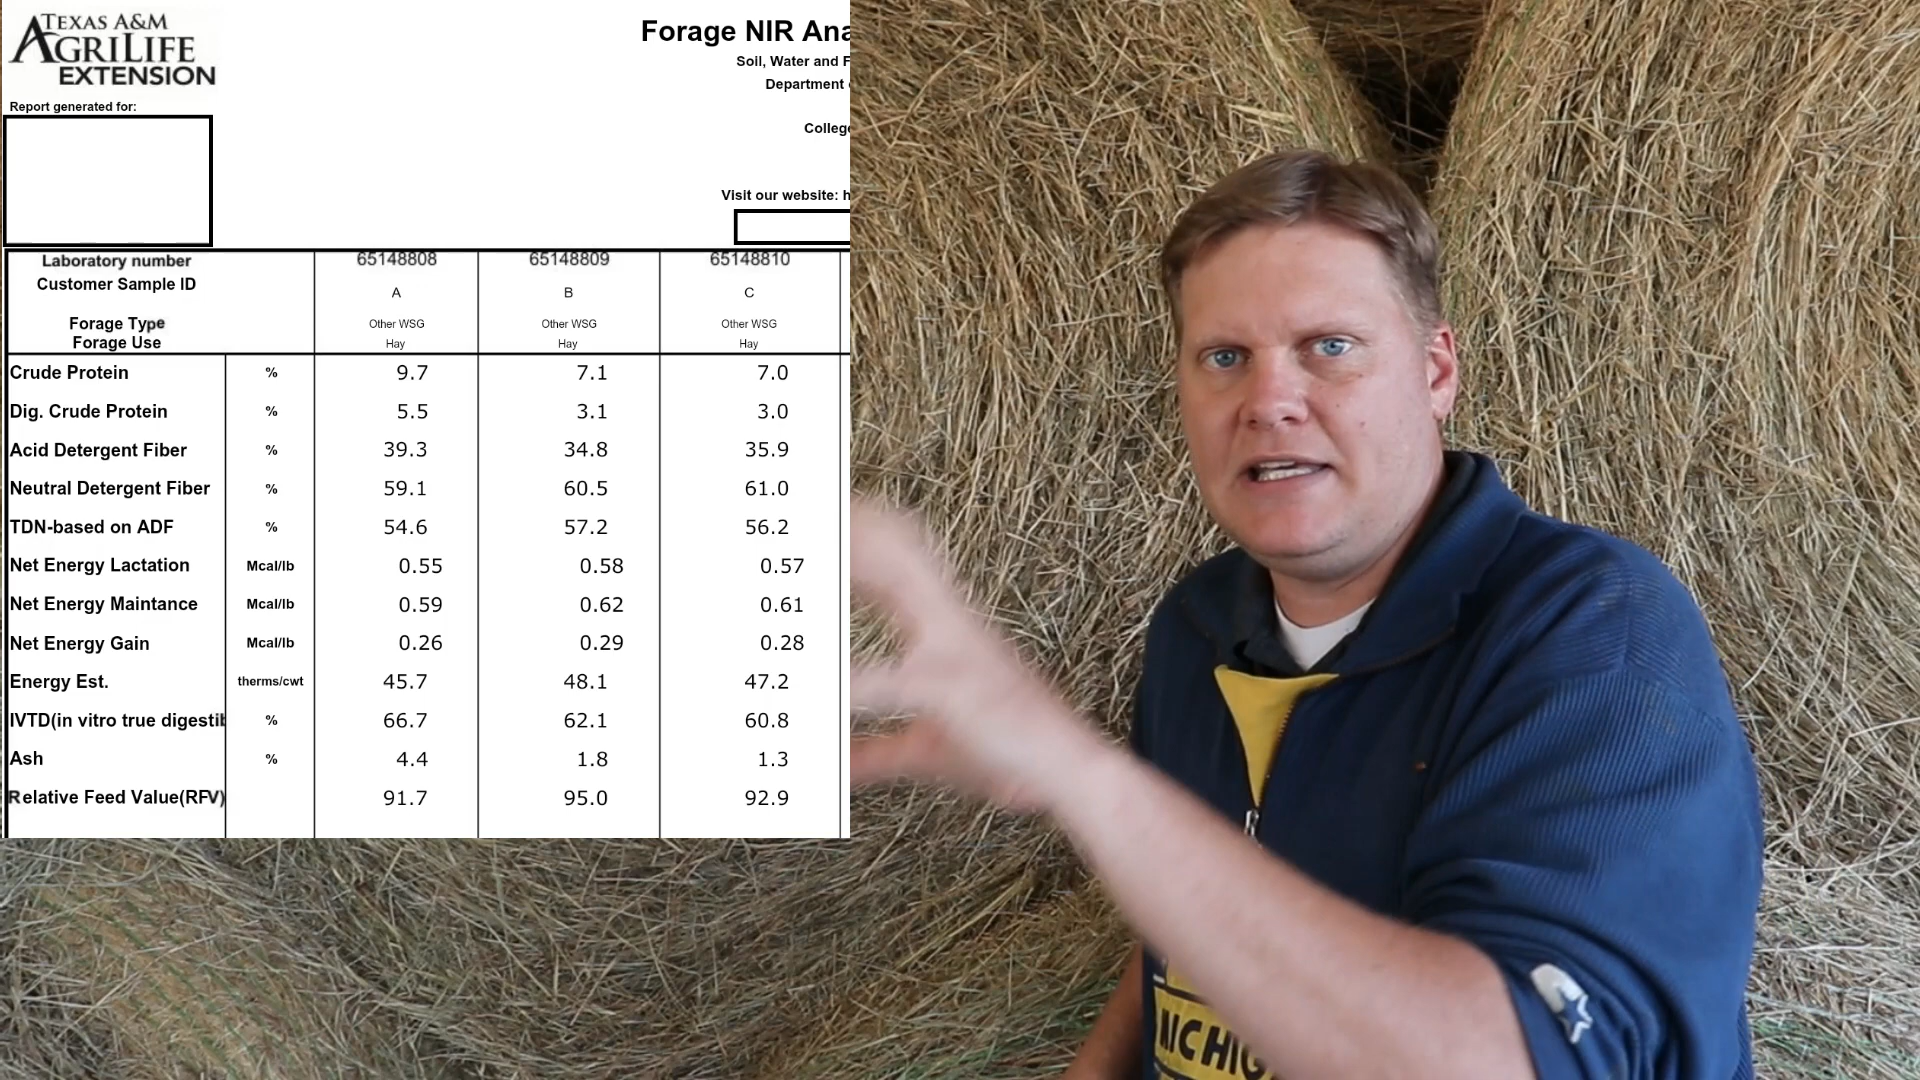 TEXAS A&M
AGRILIFE
EXTENSION
Forage NIR Ana
Soil, Water and F
Department
College
Report generated for:
Visit our website: h
Laboratory number 65148808 65148809 65148810
Customer Sample ID A B C
Forage Type Other WSG Other WSG Other WSG
Forage Use Hay Hay Hay
Crude Protein % 9.7 7.1 7.0
Dig. Crude Protein % 5.5 3.1 3.0
Acid Detergent Fiber % 39.3 34.8 35.9
Neutral Detergent Fiber % 59.1 60.5 61.0
TDN-based on ADF % 54.6 57.2 56.2
Net Energy Lactation Mcal/lb 0.55 0.58 0.57
Net Energy Maintance Mcal/lb 0.59 0.62 0.61
Net Energy Gain Mcal/lb 0.26 0.29 0.28
Energy Est. therms/cwt 45.7 48.1 47.2
IVTD(in vitro true digestib % 66.7 62.1 60.8
Ash % 4.4 1.8 1.3
Relative Feed Value(RFV) 91.7 95.0 92.9
MICHIG